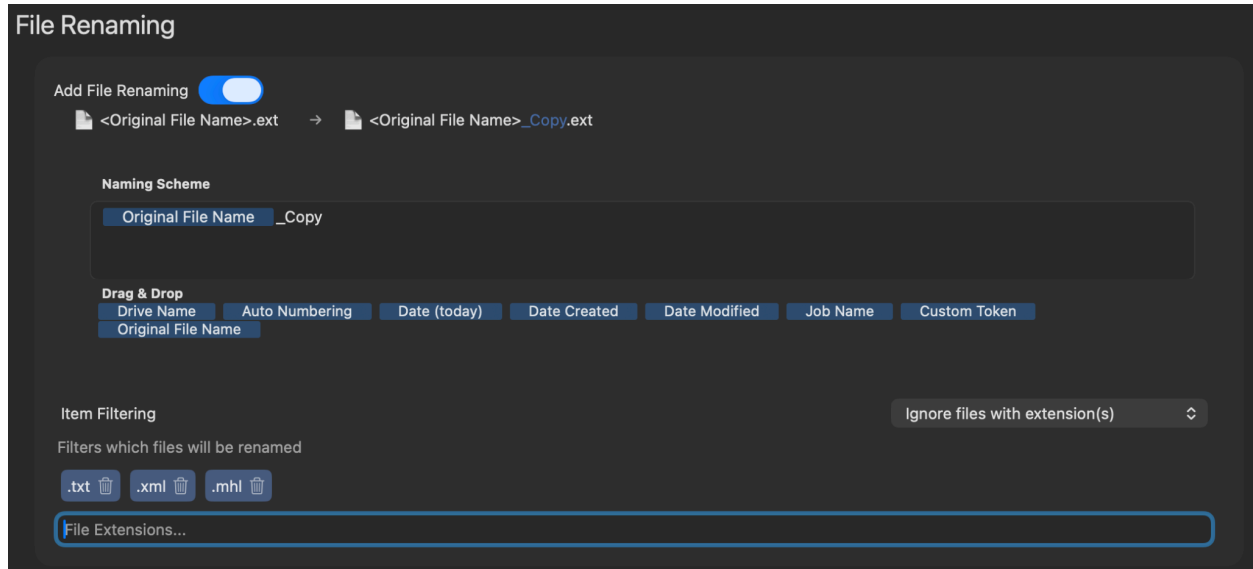 File Renaming
Add File Renaming
<Original File Name>.ext → <Original File Name>_Copy.ext
Naming Scheme
Original File Name _Copy
Drag & Drop
Drive Name Auto Numbering Date (today) Date Created Date Modified Job Name Custom Token
Original File Name
Item Filtering Ignore files with extension(s)
Filters which files will be renamed
.txt .xml .mhl
File Extensions...